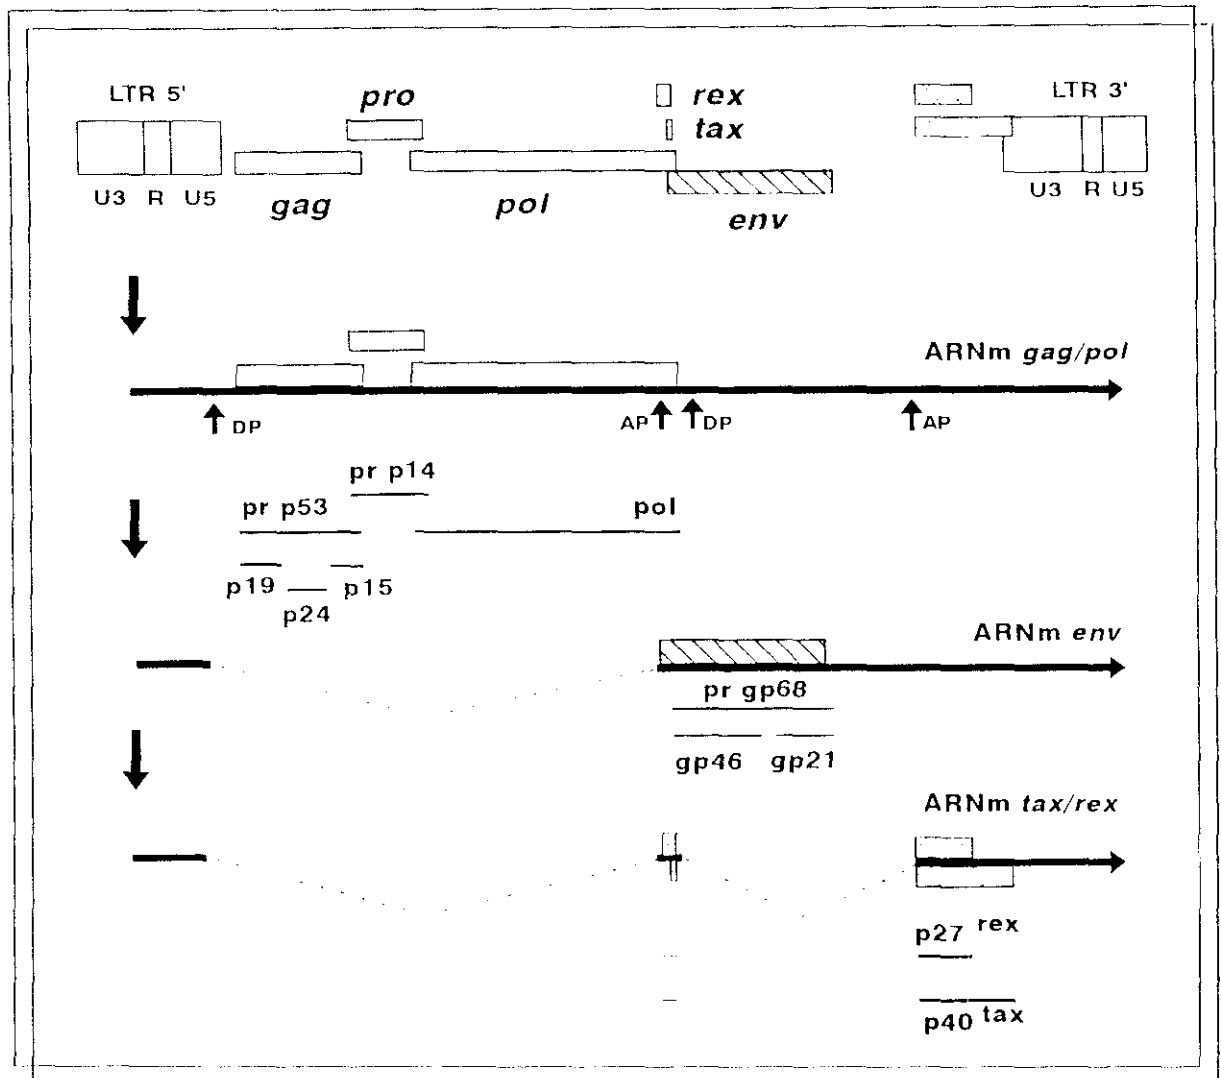 LTR 5' pro rex LTR 3'
tax
U3 R U5 gag pol env U3 R U5
ARNm gag/pol
DP AP DP AP
pr p14
pr p53 pol
p19 p15
p24
ARNm env
pr gp68
gp46 gp21
ARNm tax/rex
p27 rex
p40 tax